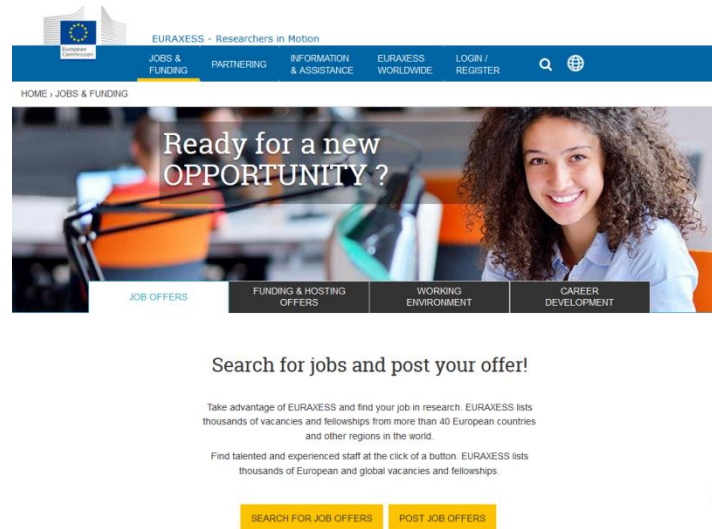 European
Commission
EURAXESS - Researchers in Motion
JOBS &
FUNDING
PARTNERING
INFORMATION
& ASSISTANCE
EURAXESS
WORLDWIDE
LOGIN /
REGISTER
HOME › JOBS & FUNDING
Ready for a new
OPPORTUNITY ?
JOB OFFERS
FUNDING & HOSTING
OFFERS
WORKING
ENVIRONMENT
CAREER
DEVELOPMENT
Search for jobs and post your offer!
Take advantage of EURAXESS and find your job in research. EURAXESS lists
thousands of vacancies and fellowships from more than 40 European countries
and other regions in the world.
Find talented and experienced staff at the click of a button. EURAXESS lists
thousands of European and global vacancies and fellowships.
SEARCH FOR JOB OFFERS
POST JOB OFFERS